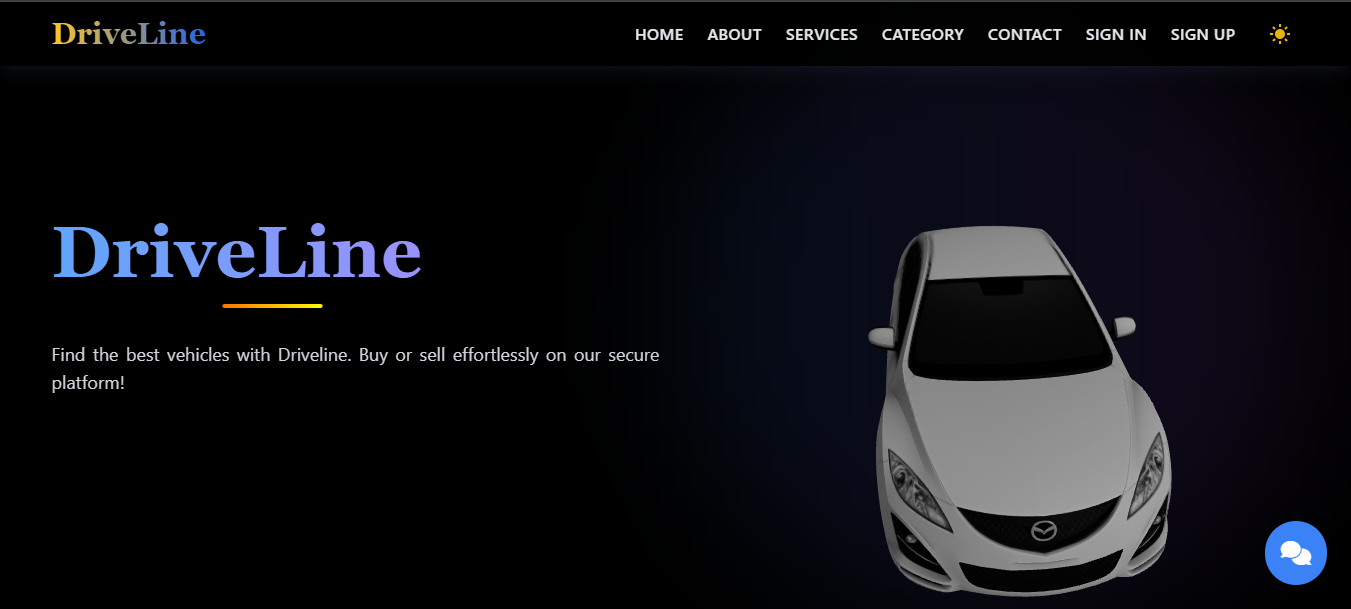 DriveLine
HOME ABOUT SERVICES CATEGORY CONTACT SIGN IN SIGN UP
DriveLine
Find the best vehicles with Driveline. Buy or sell effortlessly on our secure
platform!